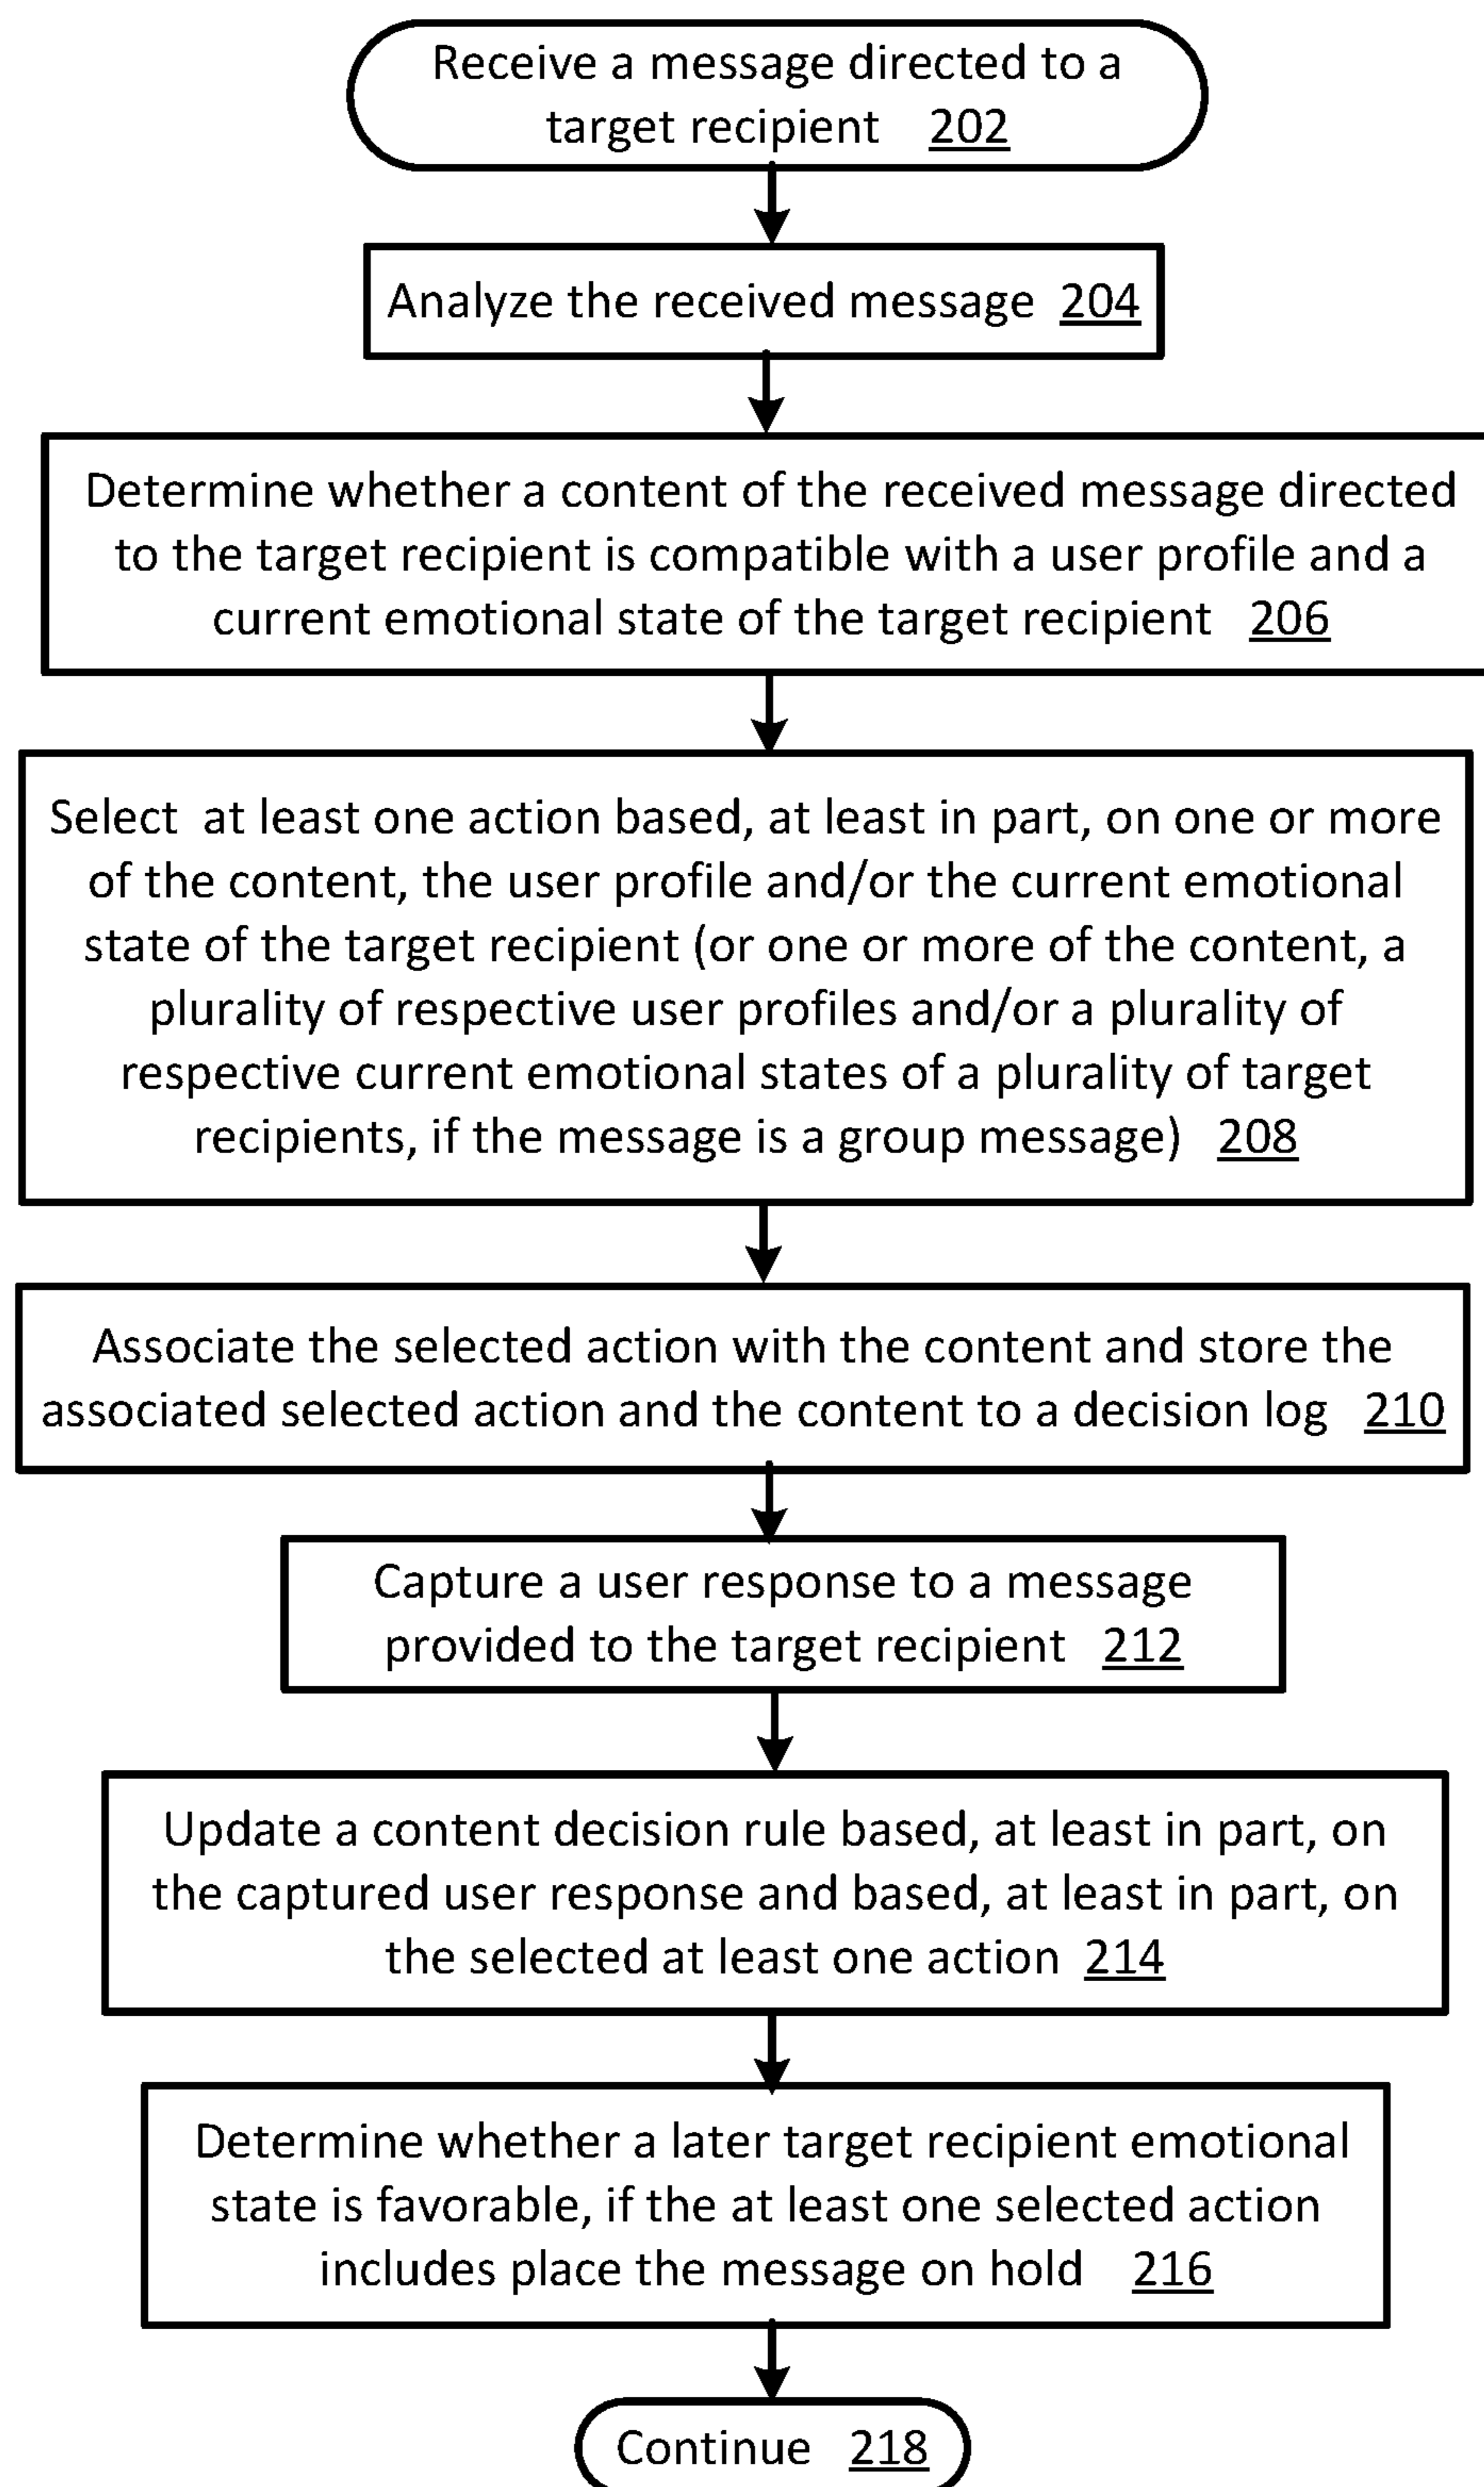 Receive a message directed to a
target recipient 202
Analyze the received message 204
Determine whether a content of the received message directed
to the target recipient is compatible with a user profile and a
current emotional state of the target recipient 206
Select at least one action based, at least in part, on one or more
of the content, the user profile and/or the current emotional
state of the target recipient (or one or more of the content, a
plurality of respective user profiles and/or a plurality of
respective current emotional states of a plurality of target
recipients, if the message is a group message) 208
Associate the selected action with the content and store the
associated selected action and the content to a decision log 210
Capture a user response to a message
provided to the target recipient 212
Update a content decision rule based, at least in part, on
the captured user response and based, at least in part, on
the selected at least one action 214
Determine whether a later target recipient emotional
state is favorable, if the at least one selected action
includes place the message on hold 216
Continue 218